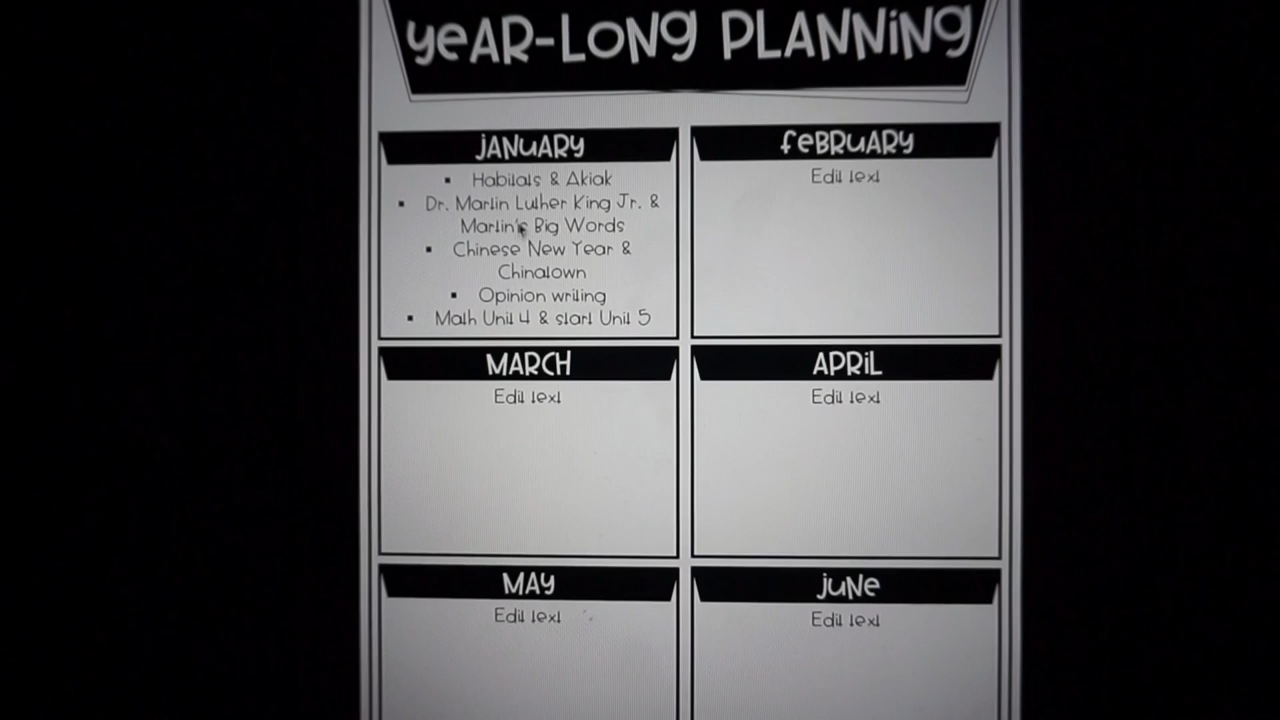 YEAR-LONG PLANNING
JANUARY
▪ Habitats & Akiak
▪ Dr. Martin Luther King Jr. &
Martin's Big Words
▪ Chinese New Year &
Chinatown
▪ Opinion writing
▪ Math Unit 4 & start Unit 5
FEBRUARY
Edit text
MARCH
Edit text
APRIL
Edit text
MAY
Edit text
JUNE
Edit text